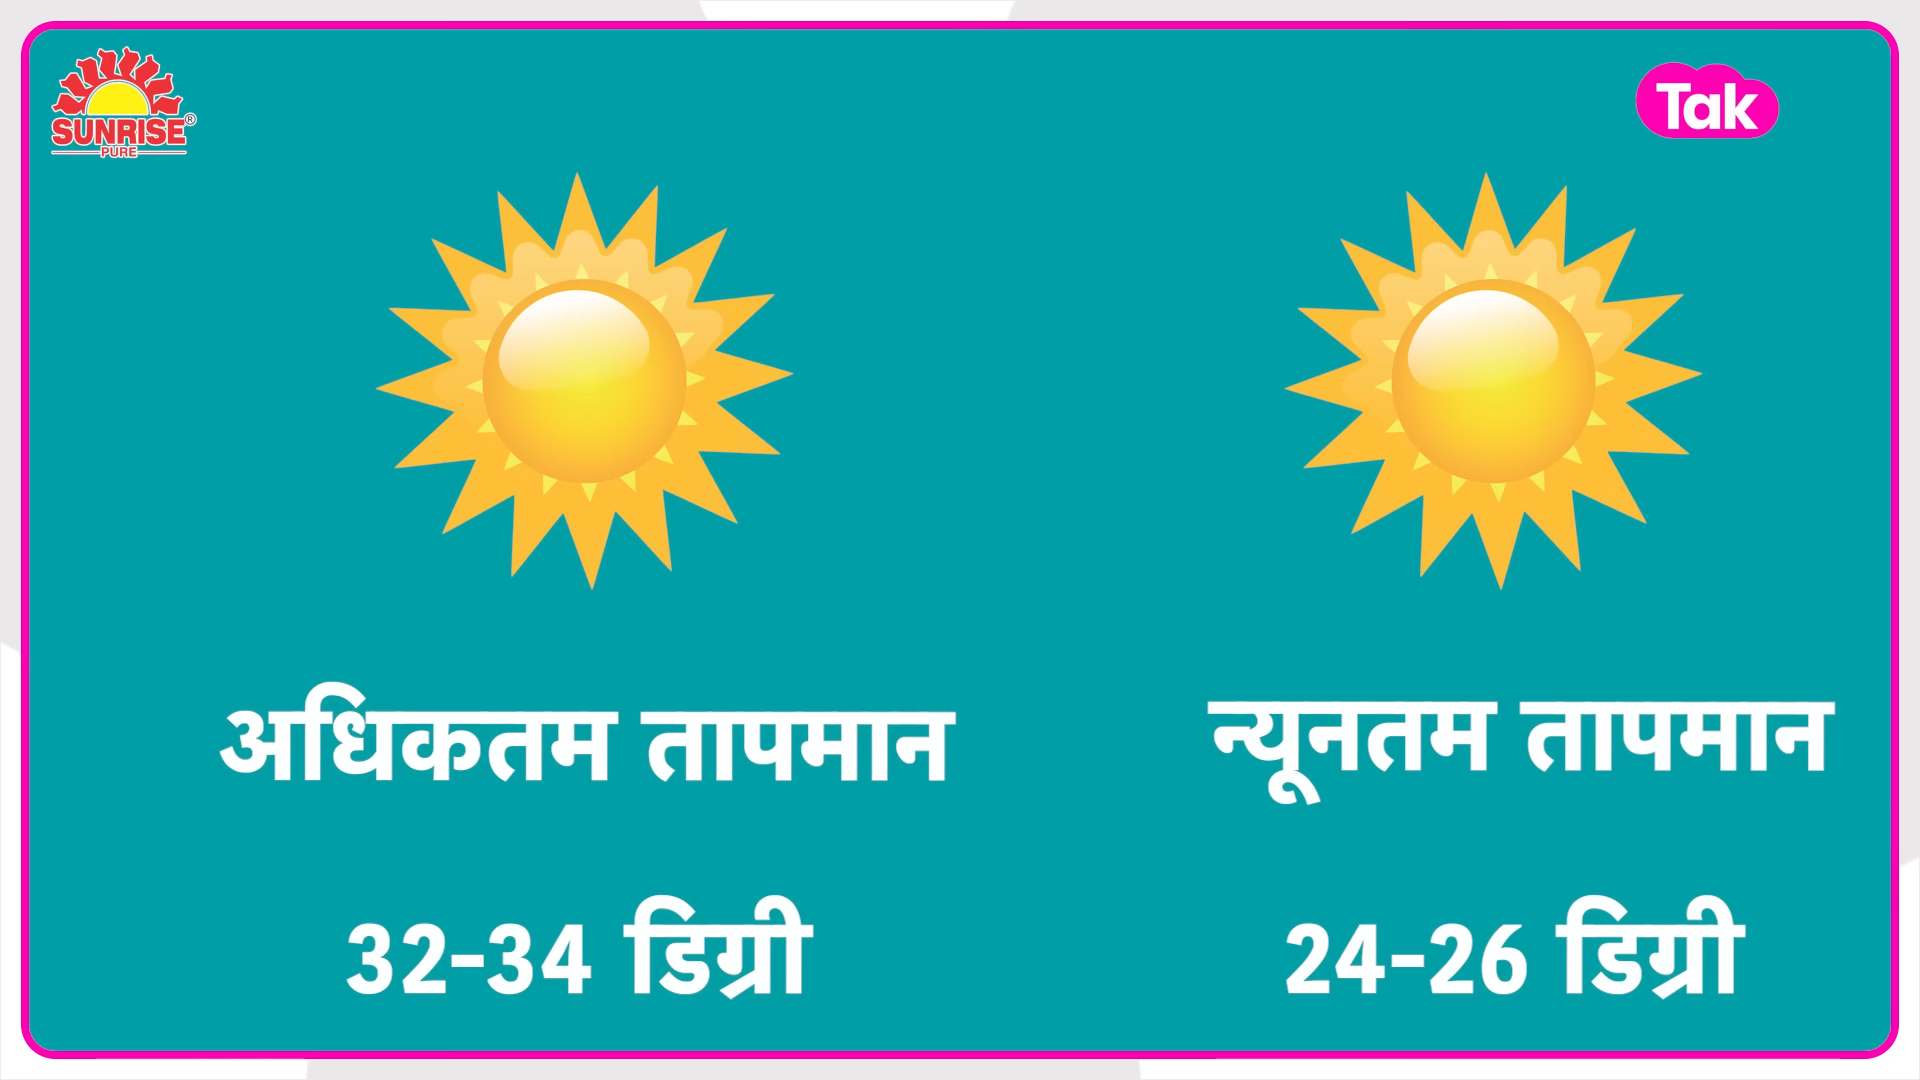 SUNRISE®
PURE
Tak
अधिकतम तापमान
न्यूनतम तापमान
32-34 डिग्री
24-26 डिग्री